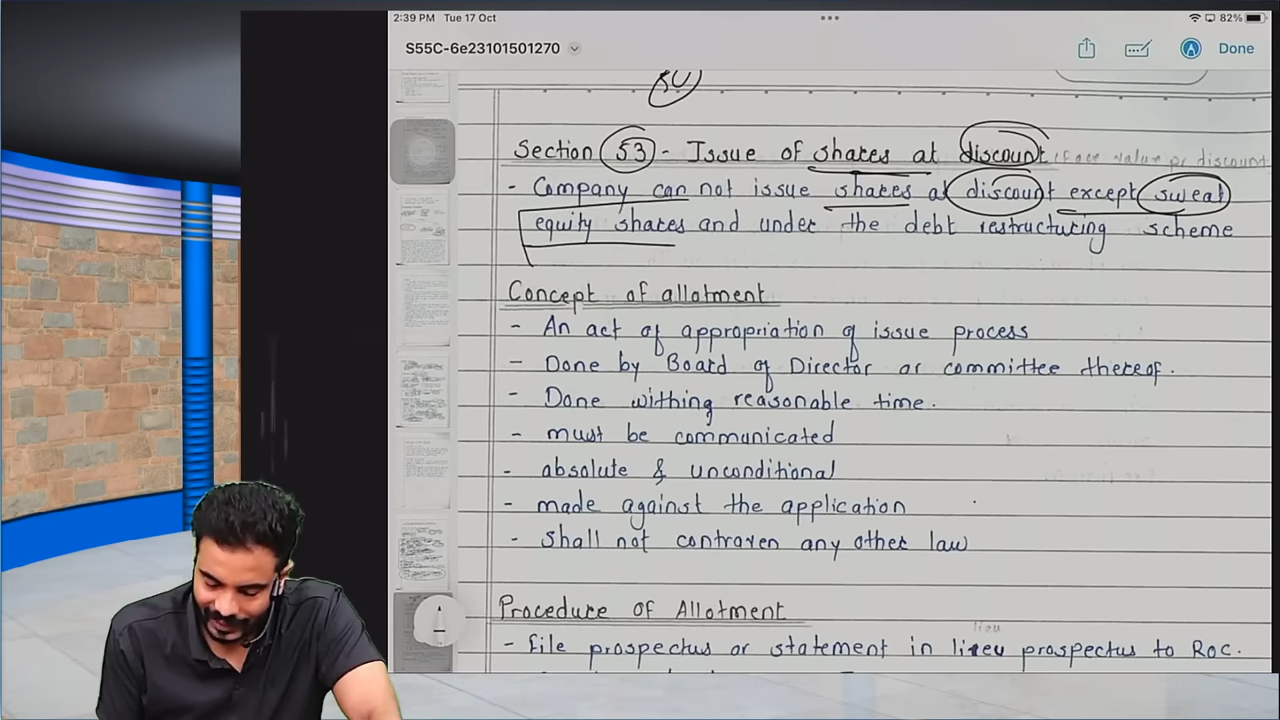 2:39 PM Tue 17 Oct
82%
S55C-6e23101501270
Done
Section 53 - Issue of shares at discount
- Company can not issue shares at discount except sweat
equity shares and under the debt restructuring scheme
Concept of allotment
- An act of appropriation of issue process
- Done by Board of Director or committee thereof.
- Done withing reasonable time.
- must be communicated
- absolute & unconditional
- made against the application
- shall not contraven any other law
Procedure of Allotment
lieu
- file prospectus or statement in prospectus to Roc.